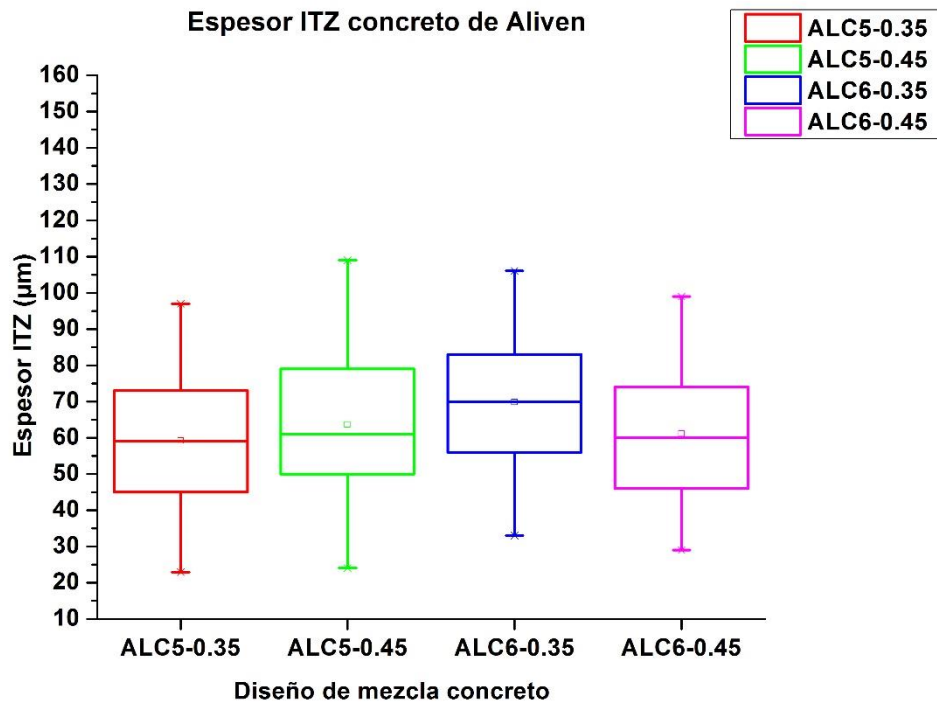 Espesor ITZ concreto de Aliven
ALC5-0.35
ALC5-0.45
ALC6-0.35
ALC6-0.45
Espesor ITZ (µm)
160
150
140
130
120
110
100
90
80
70
60
50
40
30
20
10
ALC5-0.35 ALC5-0.45 ALC6-0.35 ALC6-0.45
Diseño de mezcla concreto